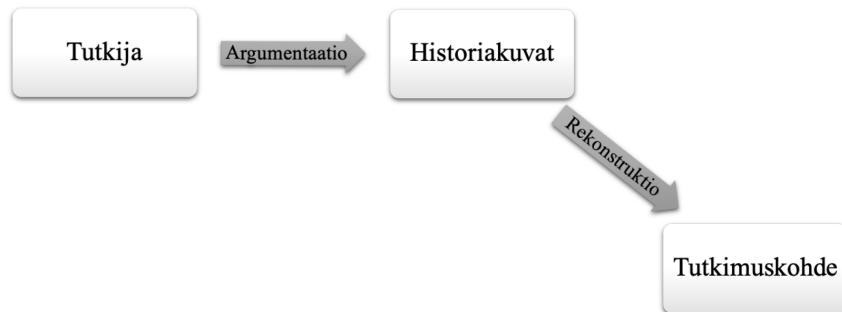 Tutkija
Argumentaatio
Historiakuvat
Rekonstruktio
Tutkimuskohde